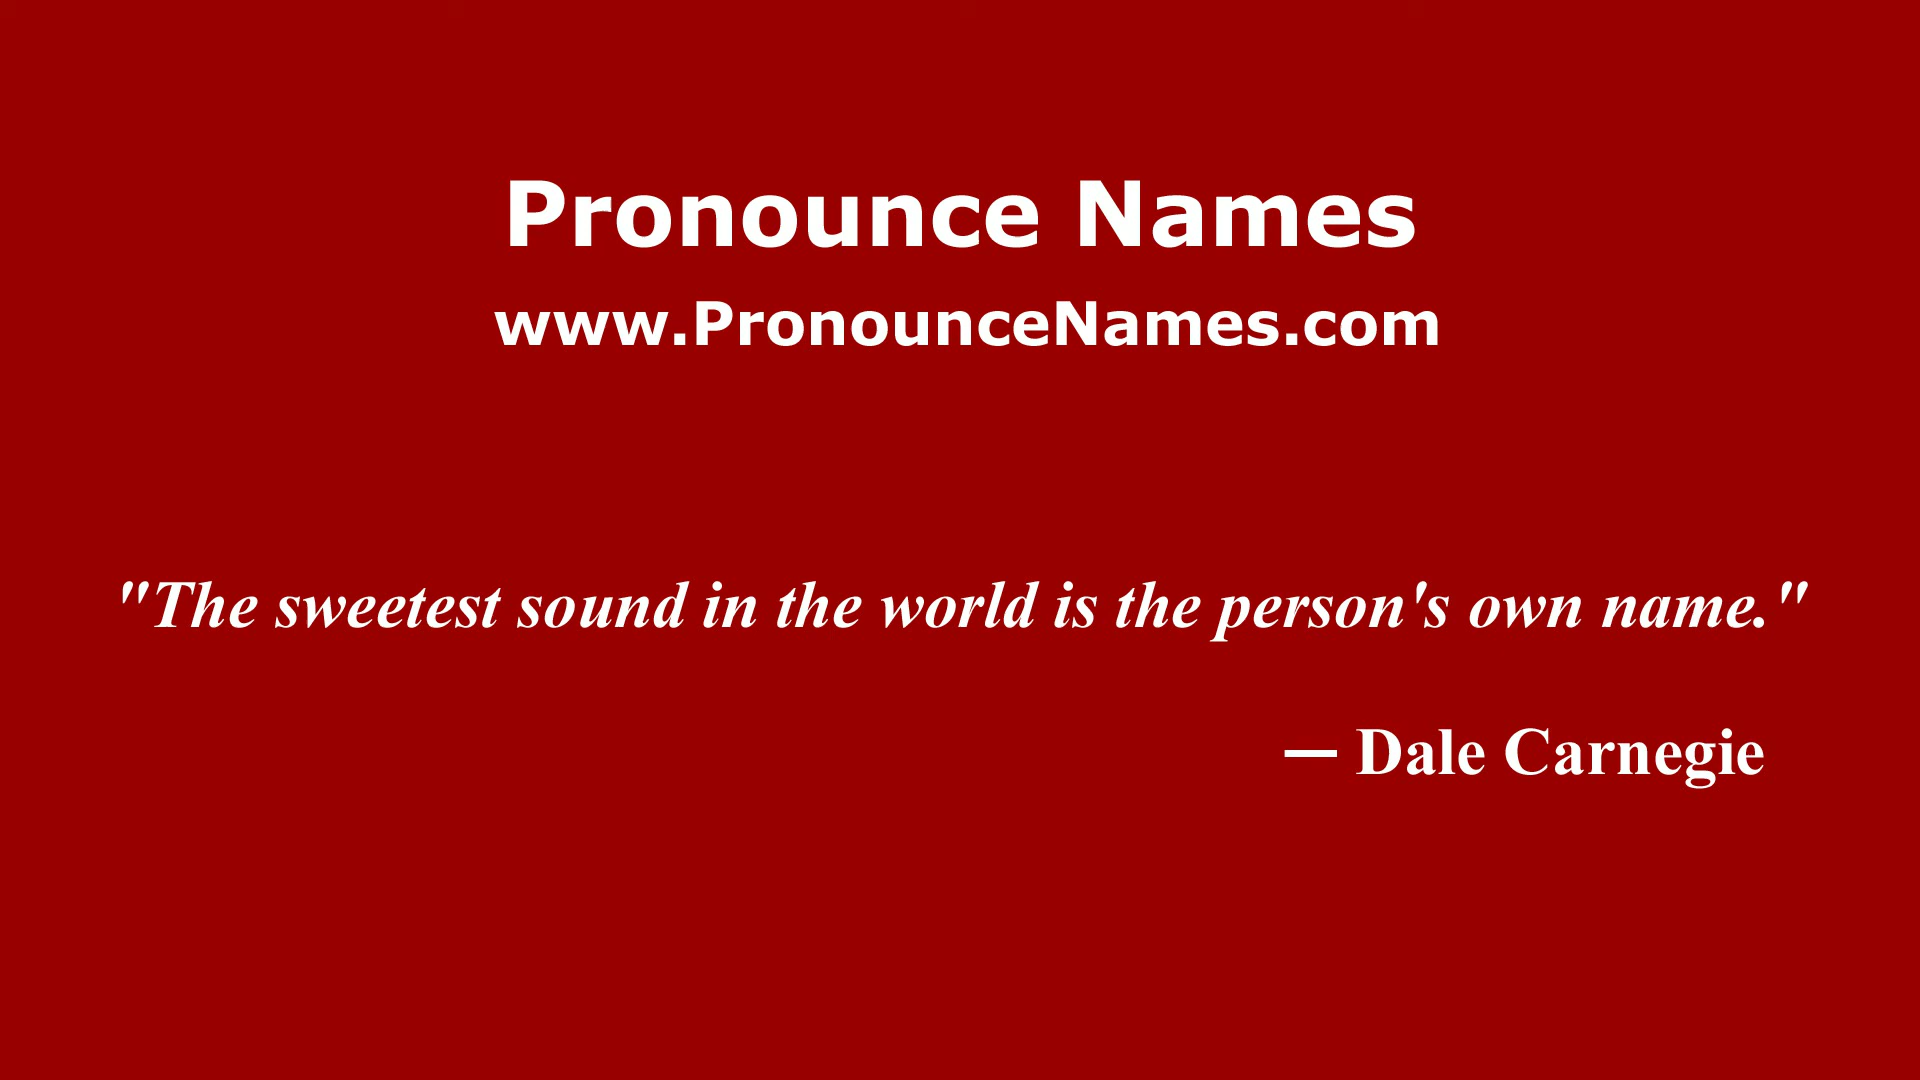 Pronounce Names
www.PronounceNames.com
"The sweetest sound in the world is the person's own name."
— Dale Carnegie